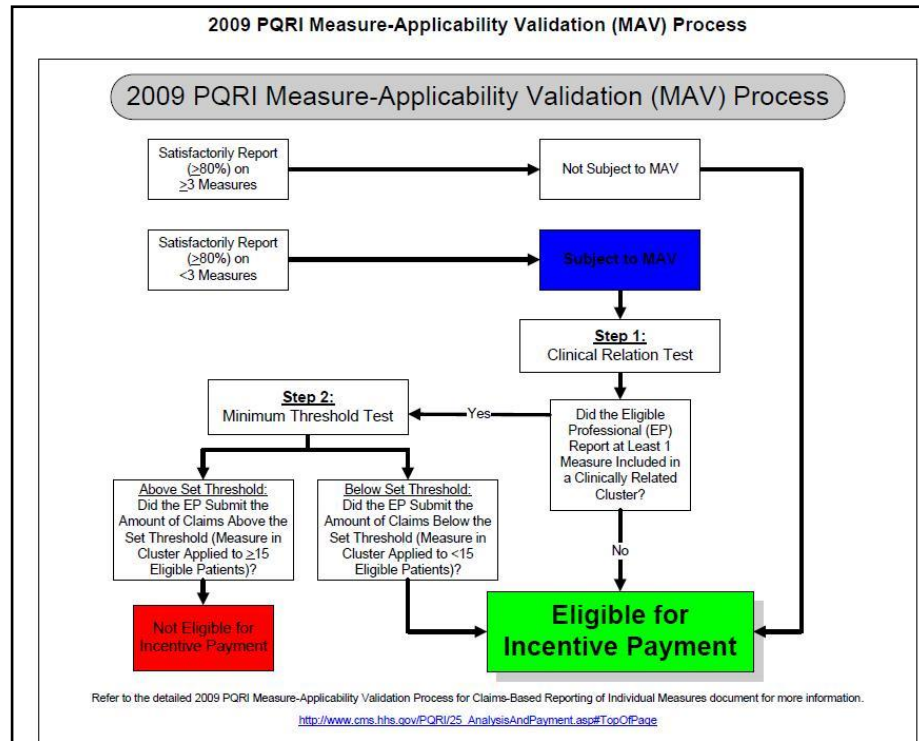 2009 PQRI Measure-Applicability Validation (MAV) Process
2009 PQRI Measure-Applicability Validation (MAV) Process
Satisfactorily Report
(≥80%) on
≥3 Measures
Not Subject to MAV
Satisfactorily Report
(≥80%) on
<3 Measures
Subject to MAV
Step 1:
Clinical Relation Test
Step 2:
Minimum Threshold Test
Yes
Did the Eligible
Professional (EP)
Report at Least 1
Measure Included in
a Clinically Related
Cluster?
Above Set Threshold:
Did the EP Submit the
Amount of Claims Above the
Set Threshold (Measure in
Cluster Applied to ≥15
Eligible Patients)?
Below Set Threshold:
Did the EP Submit the
Amount of Claims Below the
Set Threshold (Measure in
Cluster Applied to <15
Eligible Patients)?
No
Not Eligible for
Incentive Payment
Eligible for
Incentive Payment
Refer to the detailed 2009 PQRI Measure-Applicability Validation Process for Claims-Based Reporting of Individual Measures document for more information.
http://www.cms.hhs.gov/PQRI/25_AnalysisAndPayment.asp#TopOfPage